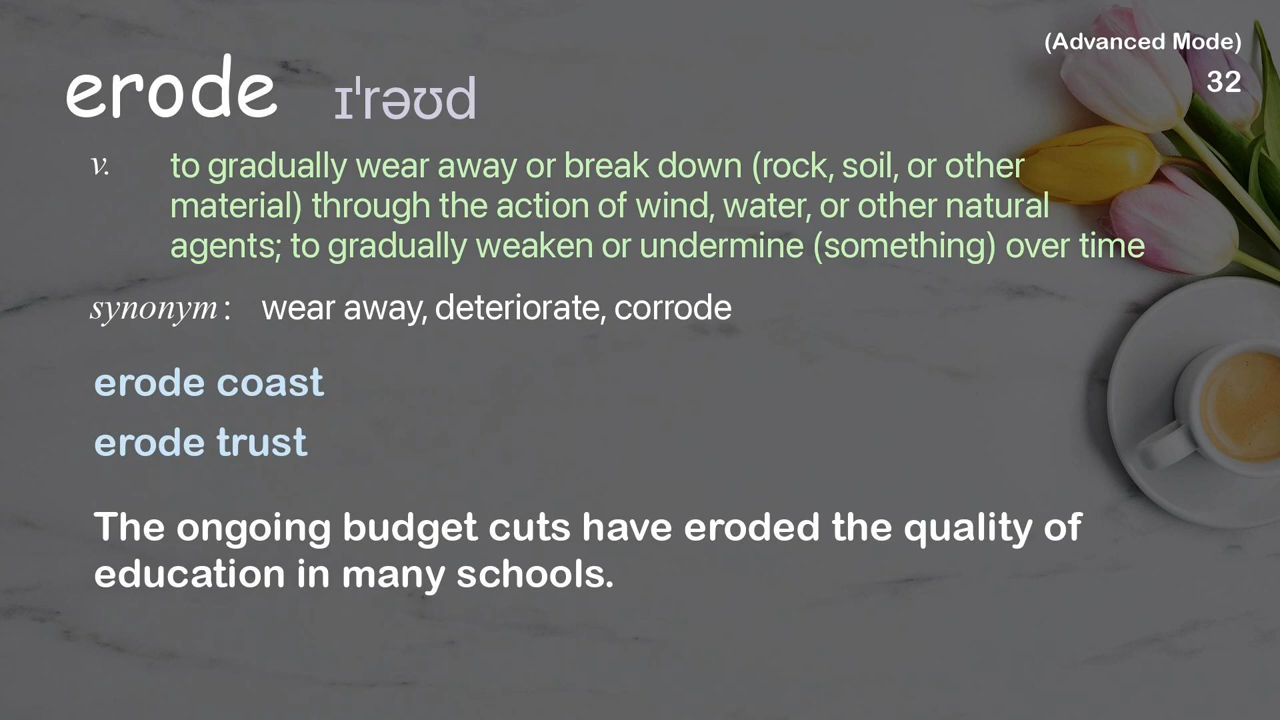 (Advanced Mode)
32
erode ɪˈrəʊd
v. to gradually wear away or break down (rock, soil, or other
material) through the action of wind, water, or other natural
agents; to gradually weaken or undermine (something) over time
synonym: wear away, deteriorate, corrode
erode coast
erode trust
The ongoing budget cuts have eroded the quality of
education in many schools.